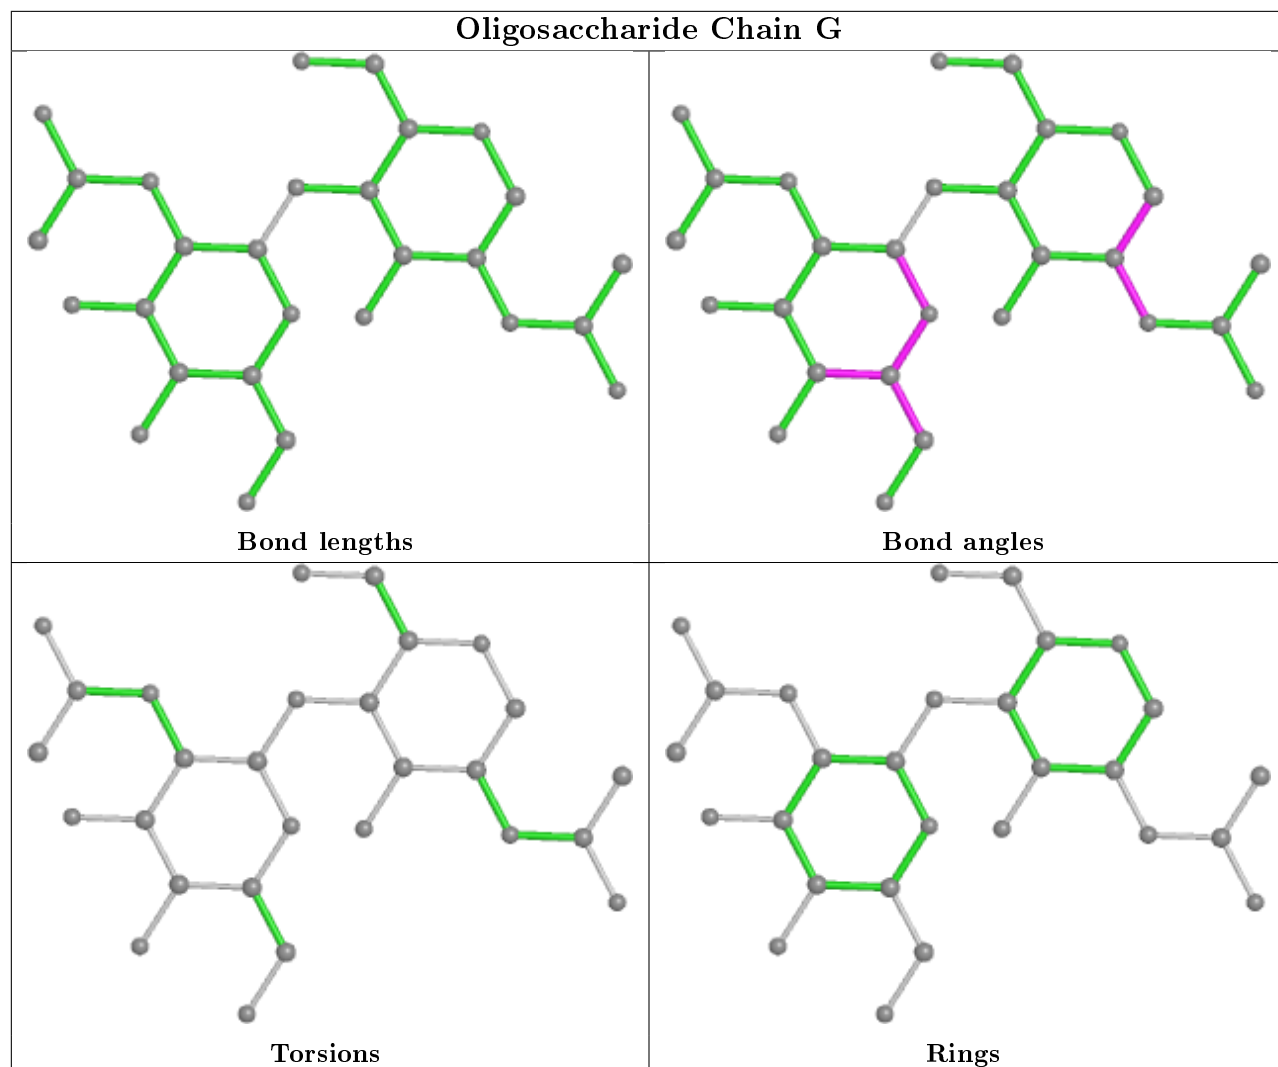 Oligosaccharide Chain G
Bond lengths
Bond angles
Torsions
Rings